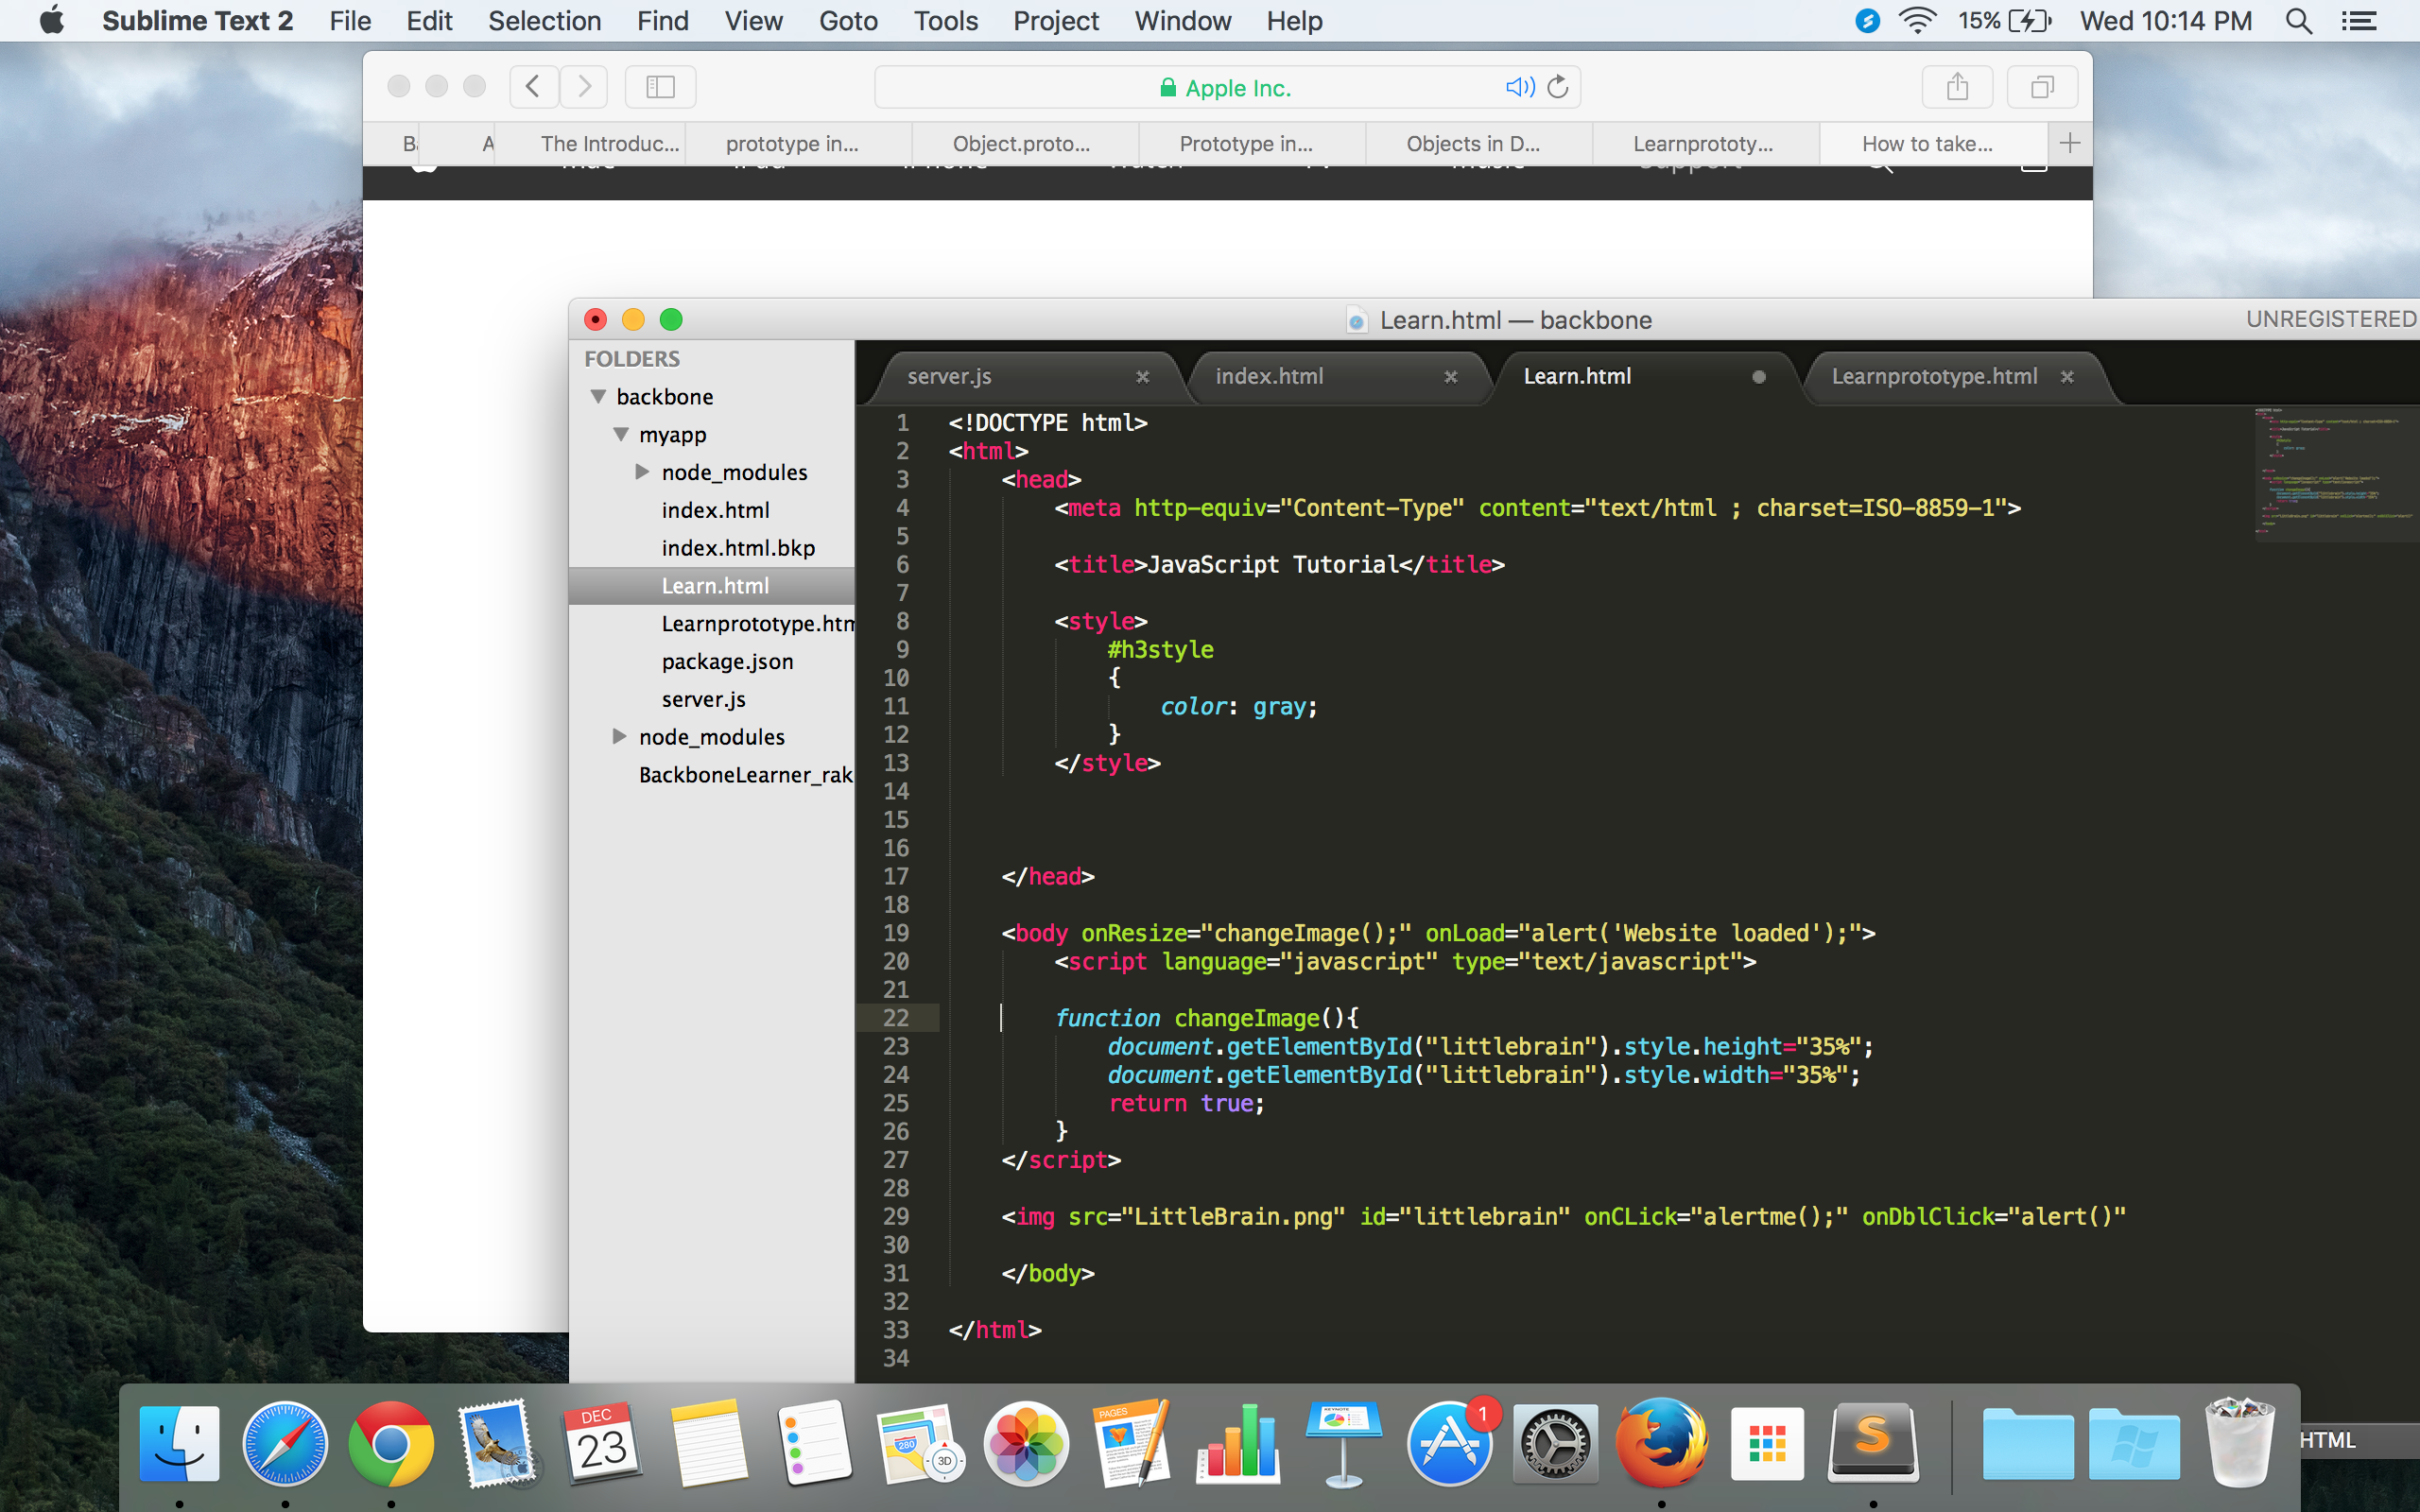 Sublime Text 2 File Edit Selection Find View Goto Tools Project Window Help 15% Wed 10:14 PM
Apple Inc.
The Introduc... prototype in... Object.proto... Prototype in... Objects in D... Learnprototy... How to take...
Support
Learn.html — backbone UNREGISTERED
FOLDERS
backbone
myapp
node_modules
index.html
index.html.bkp
Learn.html
Learnprototype.htm
package.json
server.js
node_modules
BackboneLearner_rak
server.js index.html Learn.html Learnprototype.html
1 <!DOCTYPE html>
2 <html>
3 <head>
4 <meta http-equiv="Content-Type" content="text/html ; charset=ISO-8859-1">
5
6 <title>JavaScript Tutorial</title>
7
8 <style>
9 #h3style
10 {
11 color: gray;
12 }
13 </style>
14
15
16
17 </head>
18
19 <body onResize="changeImage();" onLoad="alert('Website loaded');">
20 <script language="javascript" type="text/javascript">
21
22 function changeImage(){
23 document.getElementById("littlebrain").style.height="35%";
24 document.getElementById("littlebrain").style.width="35%";
25 return true;
26 }
27 </script>
28
29 <img src="LittleBrain.png" id="littlebrain" onCLick="alertme();" onDblClick="alert()"
30
31 </body>
32
33 </html>
34
DEC
23
280
3D
PAGES
KEYNOTE
1
S
HTML